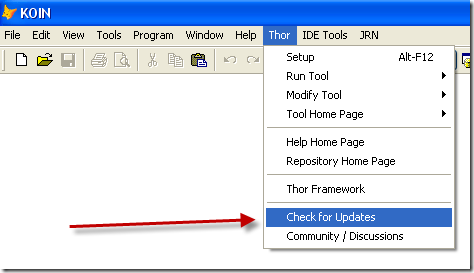 KOIN
File Edit View Tools Program Window Help Thor IDE Tools JRN
Setup Alt-F12
Run Tool
Modify Tool
Tool Home Page
Help Home Page
Repository Home Page
Thor Framework
Check for Updates
Community / Discussions